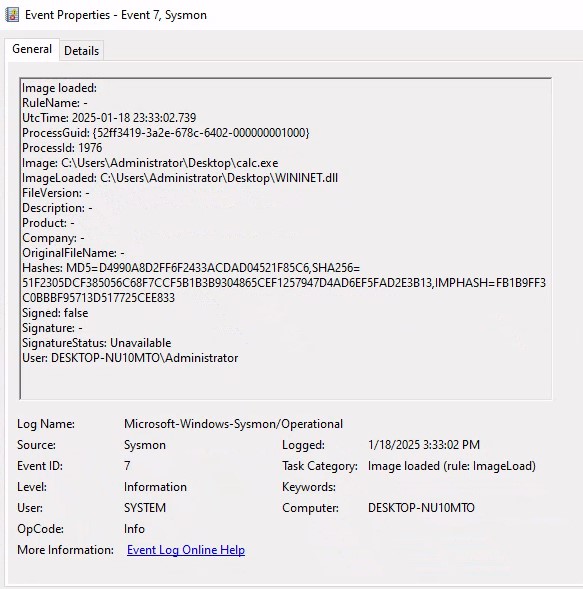 Event Properties - Event 7, Sysmon
General Details
Image loaded:
RuleName: -
UtcTime: 2025-01-18 23:33:02.739
ProcessGuid: {52ff3419-3a2e-678c-6402-000000001000}
ProcessId: 1976
Image: C:\Users\Administrator\Desktop\calc.exe
ImageLoaded: C:\Users\Administrator\Desktop\WININET.dll
FileVersion: -
Description: -
Product: -
Company: -
OriginalFileName: -
Hashes: MD5=D4990A8D2FF6F2433ACDAD04521F85C6,SHA256=
51F2305DCF385056C68F7CCF5B1B3B9304865CEF1257947D4AD6EF5FAD2E3B13,IMPHASH=FB1B9FF3
C0BBBF95713D517725CEE833
Signed: false
Signature: -
SignatureStatus: Unavailable
User: DESKTOP-NU10MTO\Administrator
Log Name: Microsoft-Windows-Sysmon/Operational
Source: Sysmon Logged: 1/18/2025 3:33:02 PM
Event ID: 7 Task Category: Image loaded (rule: ImageLoad)
Level: Information Keywords:
User: SYSTEM Computer: DESKTOP-NU10MTO
OpCode: Info
More Information: Event Log Online Help